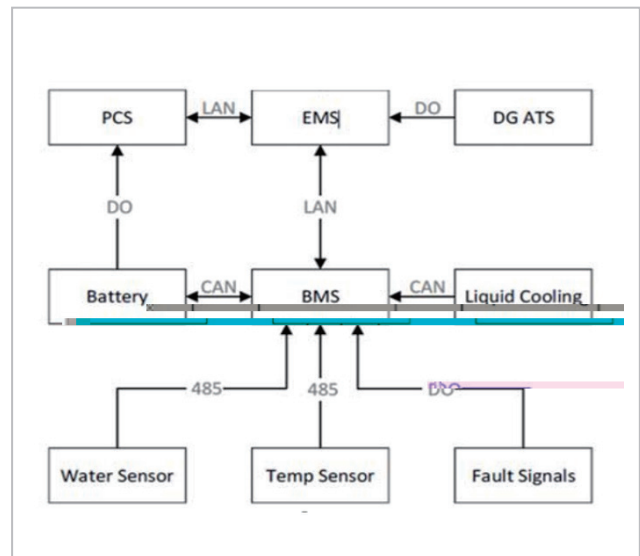 PCS
LAN
EMS
DO
DG ATS
DO
LAN
Battery
CAN
BMS
CAN
Liquid Cooling
485
485
DO
Water Sensor
Temp Sensor
Fault Signals